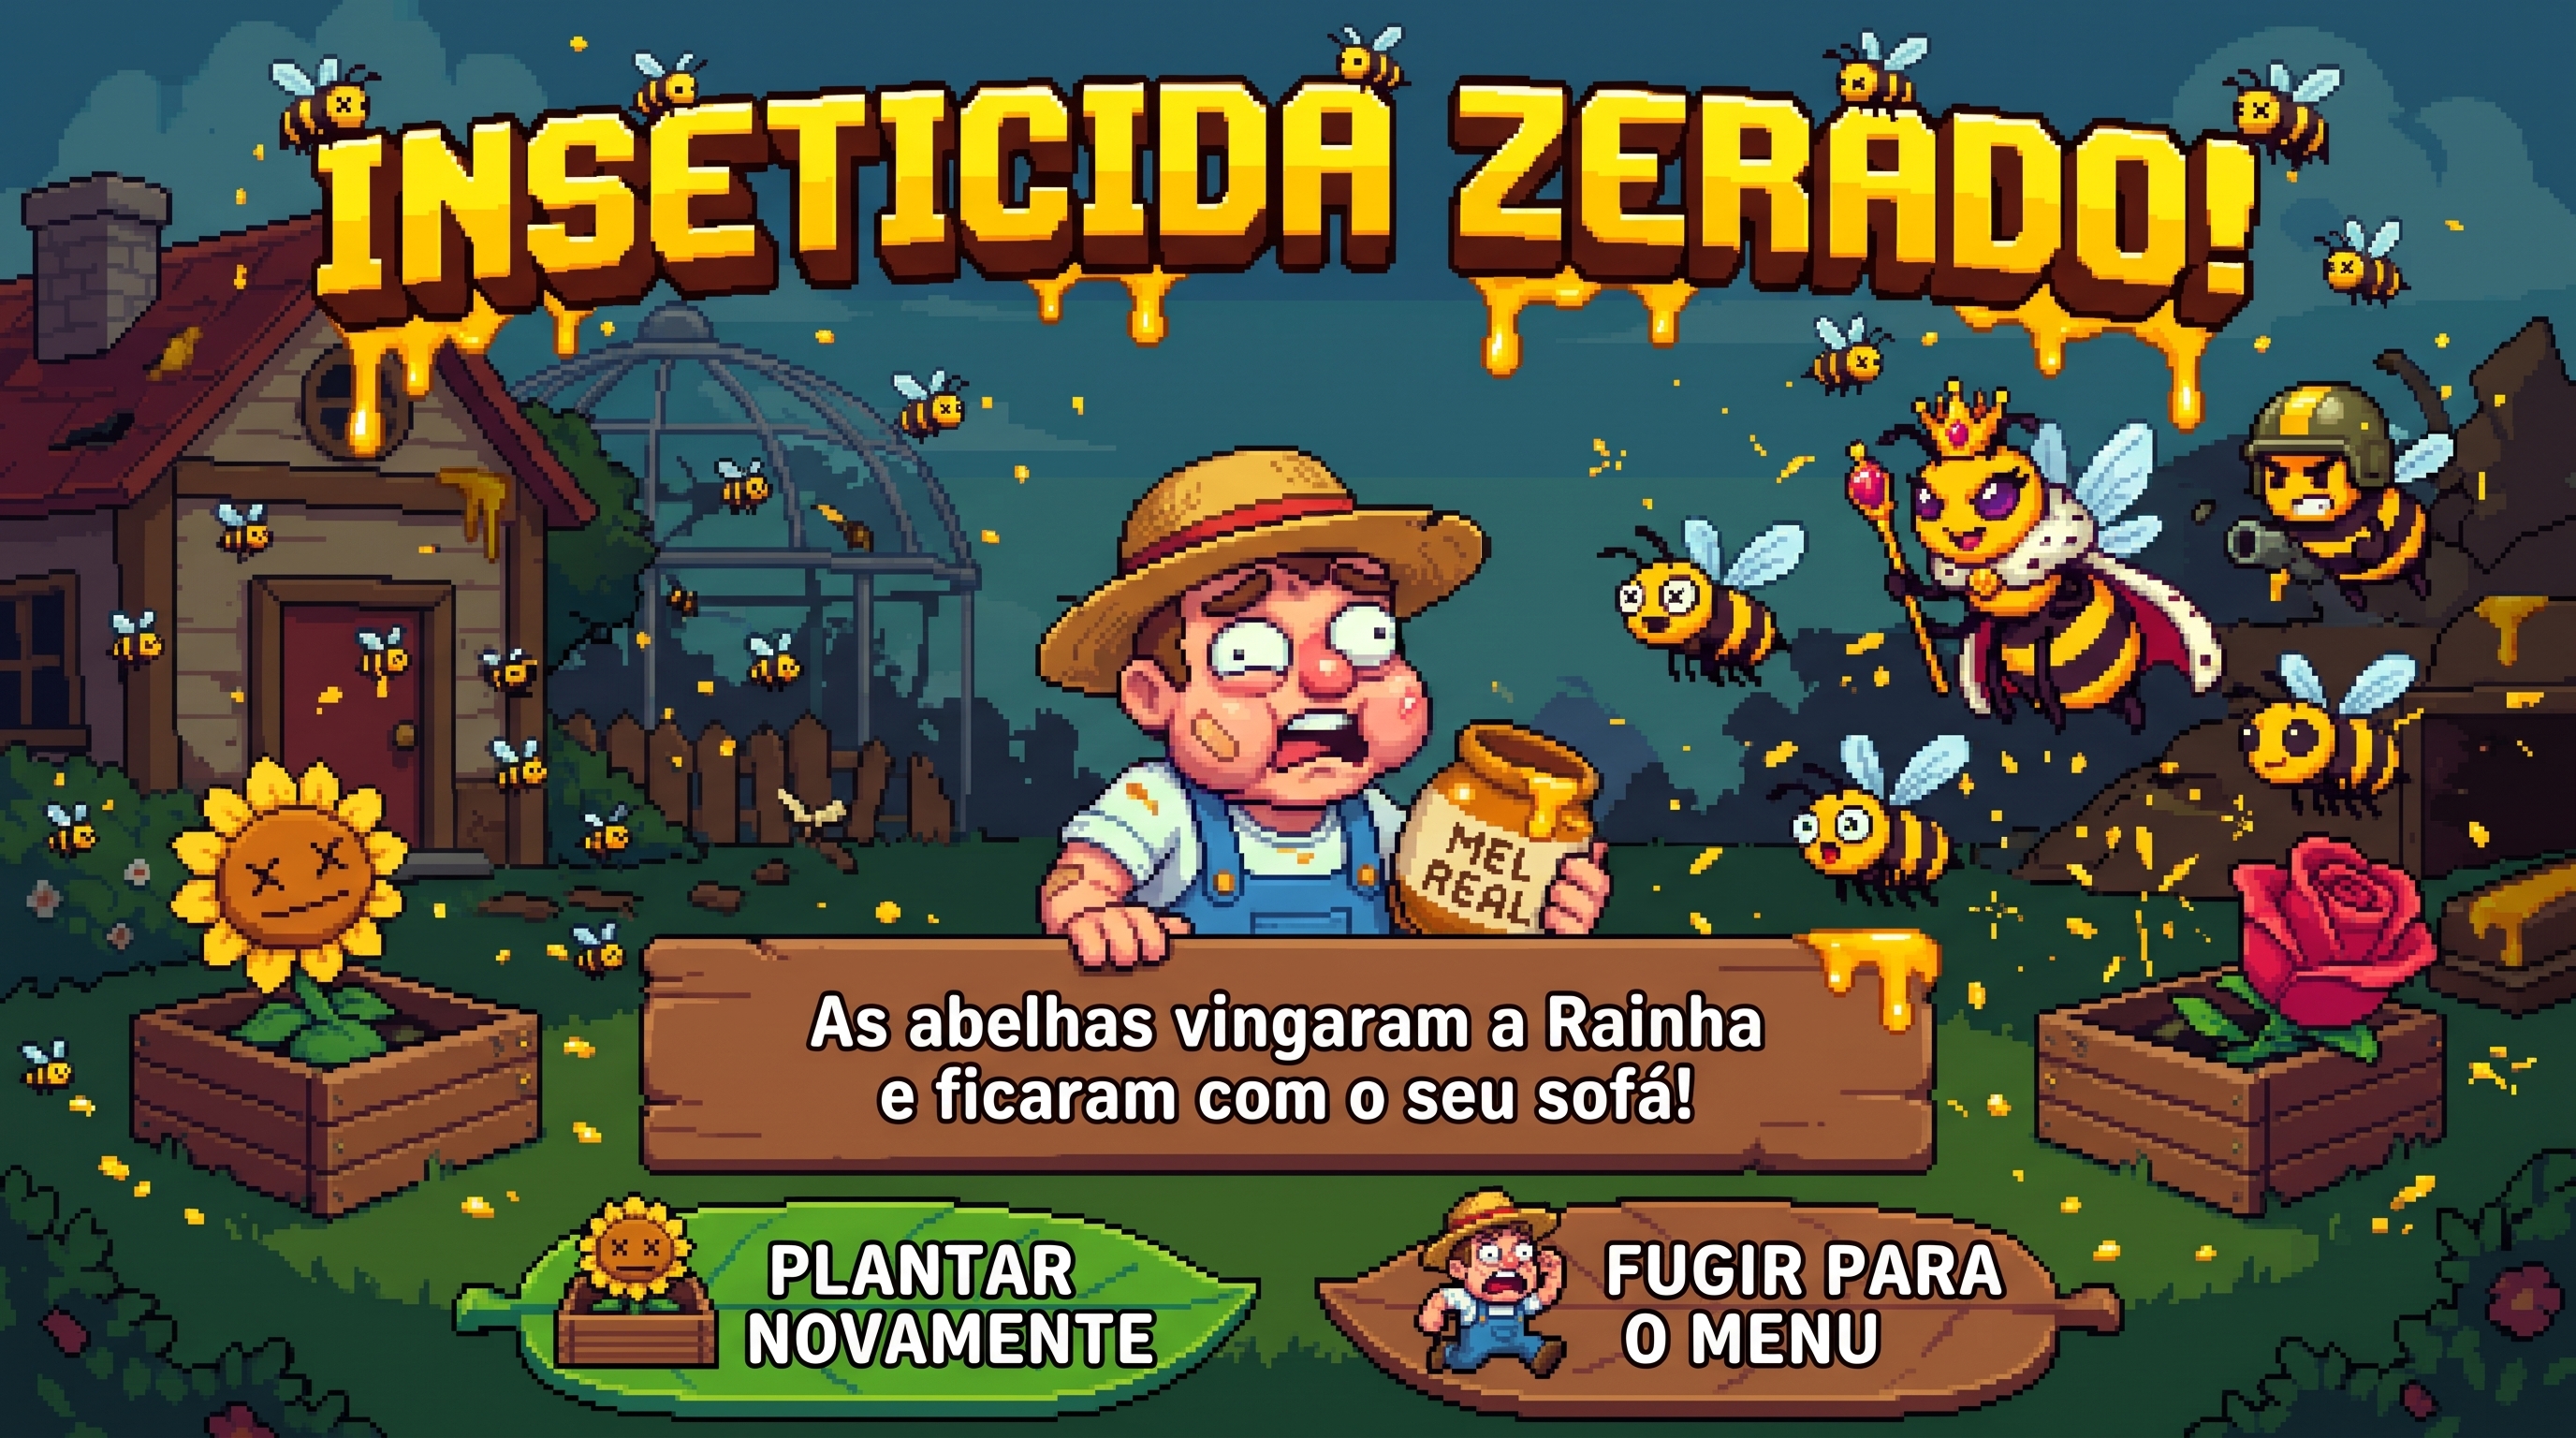 INSETICIDA ZERADO!
MEL
REAL
As abelhas vingaram a Rainha
e ficaram com o seu sofá!
PLANTAR
NOVAMENTE
FUGIR PARA
O MENU